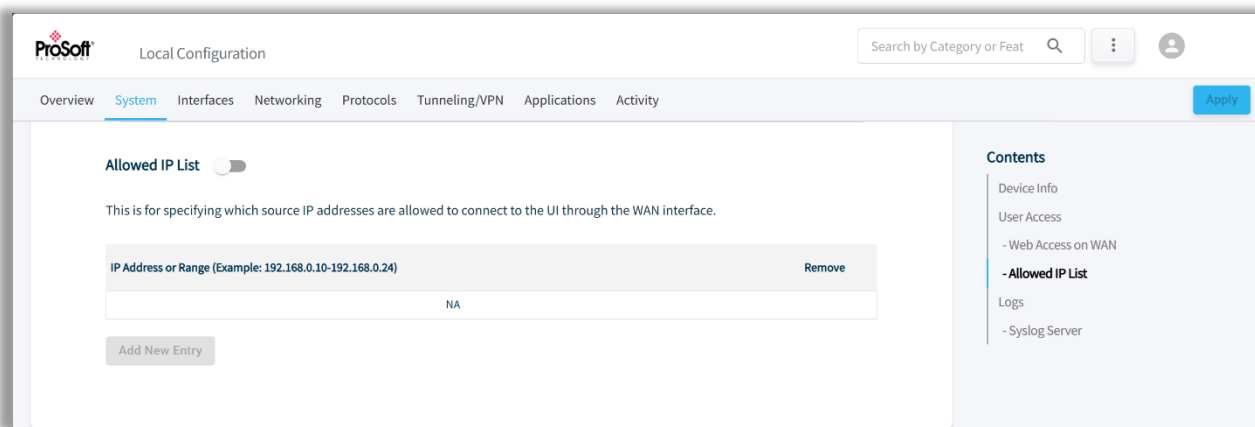 ProSoft
TECHNOLOGY
Local Configuration
Search by Category or Feat
Overview System Interfaces Networking Protocols Tunneling/VPN Applications Activity
Apply
Allowed IP List
This is for specifying which source IP addresses are allowed to connect to the UI through the WAN interface.
IP Address or Range (Example: 192.168.0.10-192.168.0.24) Remove
NA
Add New Entry
Contents
Device Info
User Access
- Web Access on WAN
- Allowed IP List
Logs
- Syslog Server